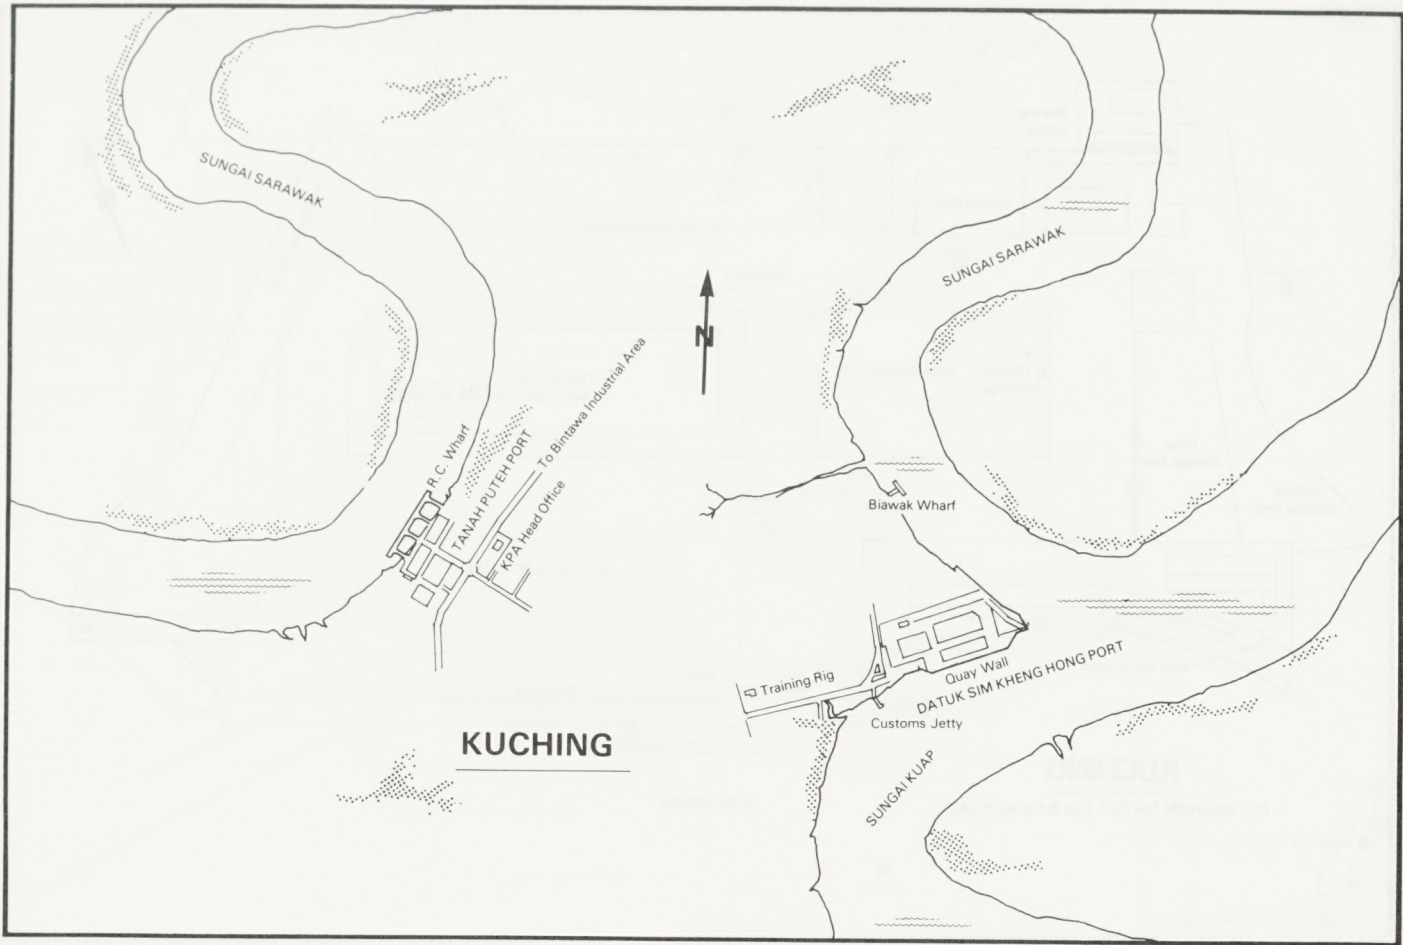 SUNGAI SARAWAK
SUNGAI SARAWAK
N
R.C. Wharf
TANAH PUTEH PORT
To Bintawa Industrial Area
KPA Head Office
Biawak Wharf
Training Rig
Quay Wall
DATUK SIM KHENG HONG PORT
Customs Jetty
KUCHING
SUNGAI KUAP